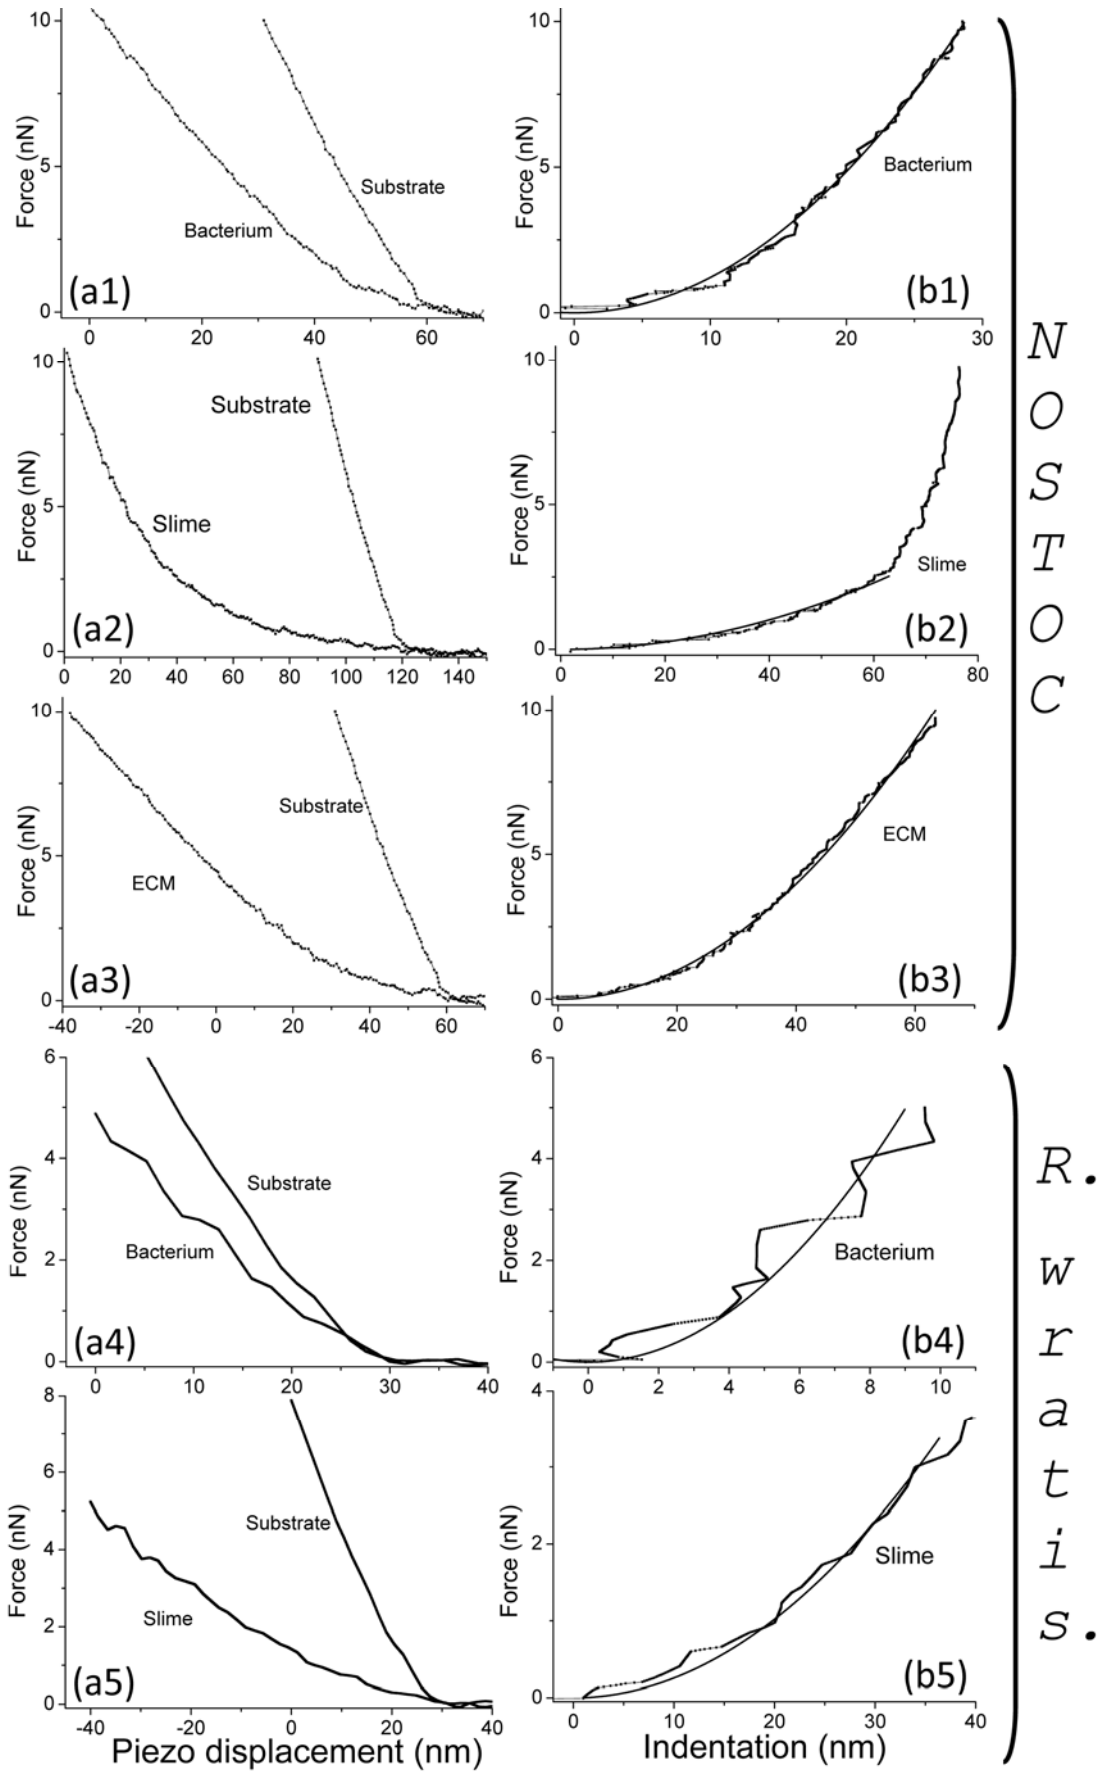 10
5
0
Force (nN)
Bacterium
Substrate
(a1)
0 20 40 60
10
5
0
Force (nN)
Bacterium
(b1)
0 10 20 30
10
5
0
Force (nN)
Substrate
Slime
(a2)
0 20 40 60 80 100 120 140
10
5
0
Force (nN)
Slime
(b2)
0 20 40 60 80
10
5
0
Force (nN)
Substrate
ECM
(a3)
-40 -20 0 20 40 60
10
5
0
Force (nN)
ECM
(b3)
0 20 40 60
NOSTOC
6
4
2
0
Force (nN)
Substrate
Bacterium
(a4)
0 10 20 30 40
6
4
2
0
Force (nN)
Bacterium
(b4)
0 2 4 6 8 10
8
6
4
2
0
Force (nN)
Substrate
Slime
(a5)
-40 -20 0 20 40
Piezo displacement (nm)
4
2
0
Force (nN)
Slime
(b5)
0 10 20 30 40
Indentation (nm)
R. wratis.